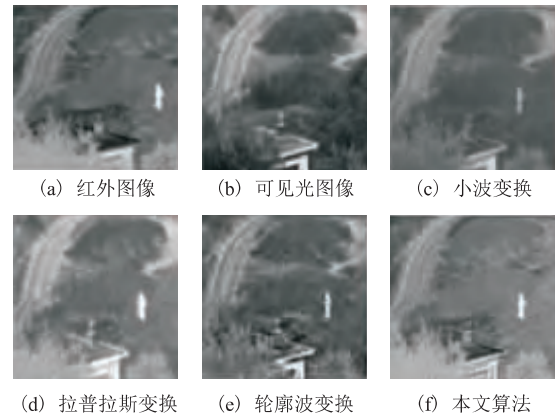 (a) 红外图像
(b) 可见光图像
(c) 小波变换
(d) 拉普拉斯变换
(e) 轮廓波变换
(f) 本文算法